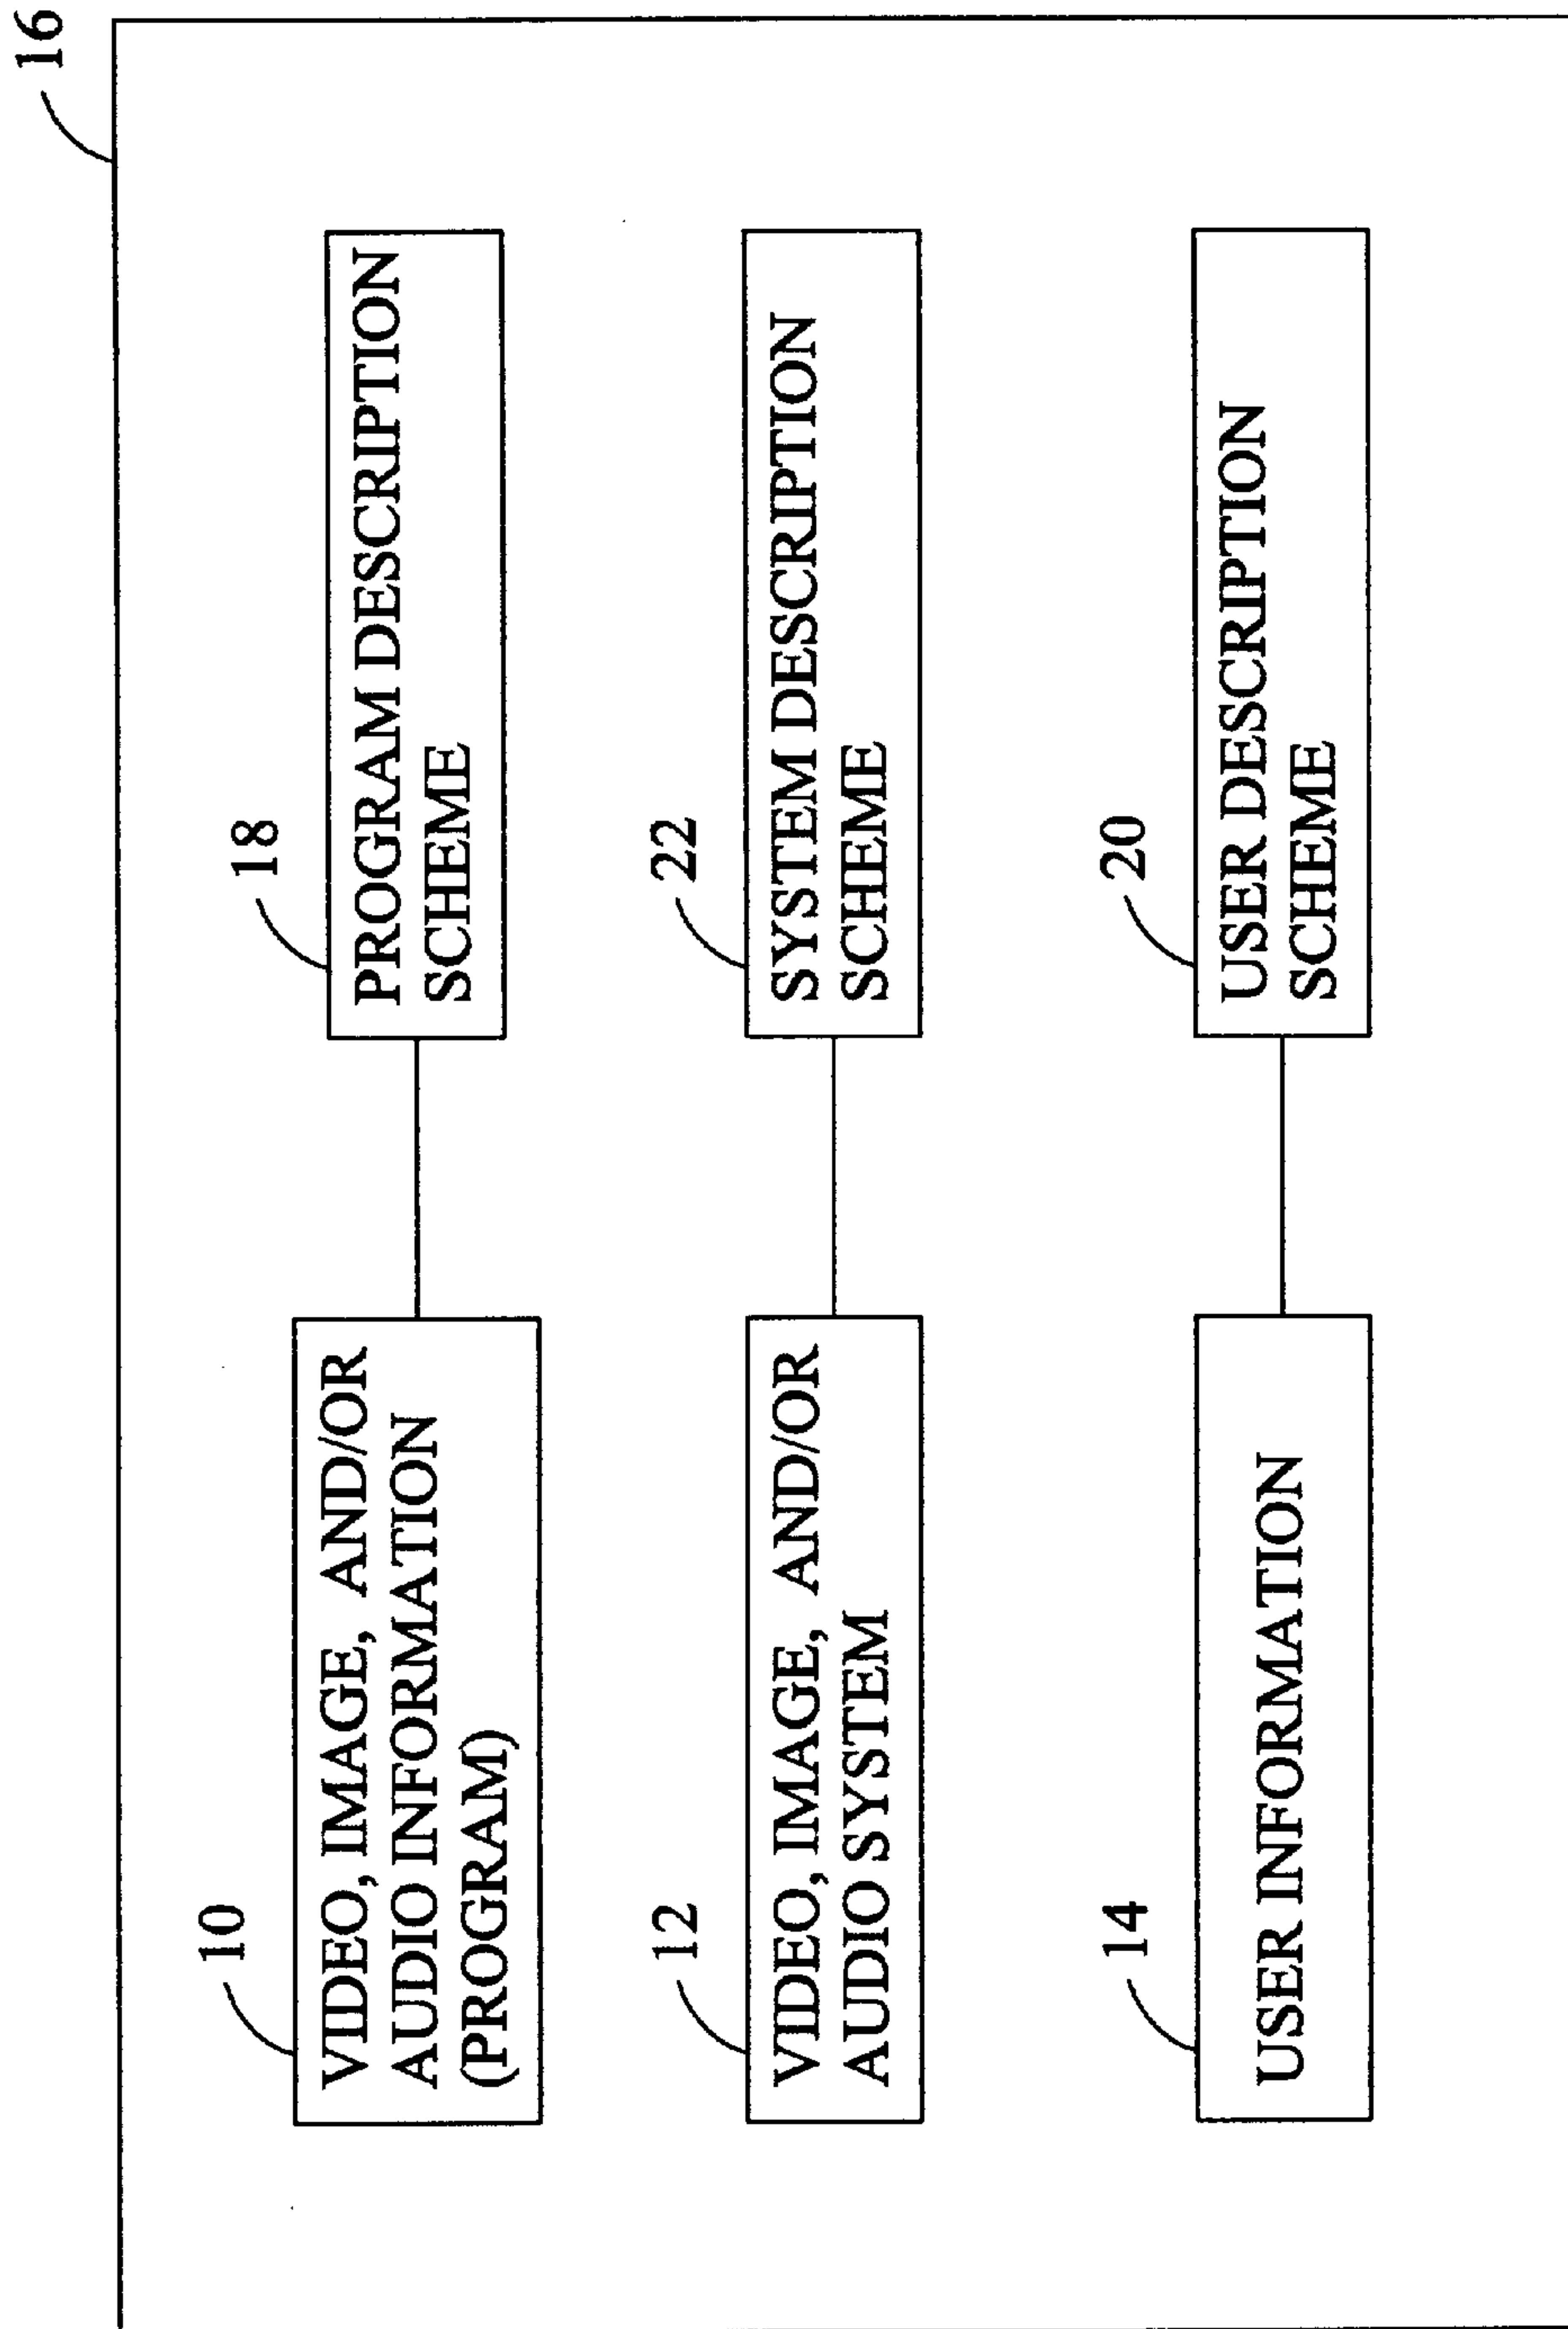 16
10
VIDEO, IMAGE, AND/OR
AUDIO INFORMATION
(PROGRAM)
18
PROGRAM DESCRIPTION
SCHEME
12
VIDEO, IMAGE, AND/OR
AUDIO SYSTEM
22
SYSTEM DESCRIPTION
SCHEME
14
USER INFORMATION
20
USER DESCRIPTION
SCHEME